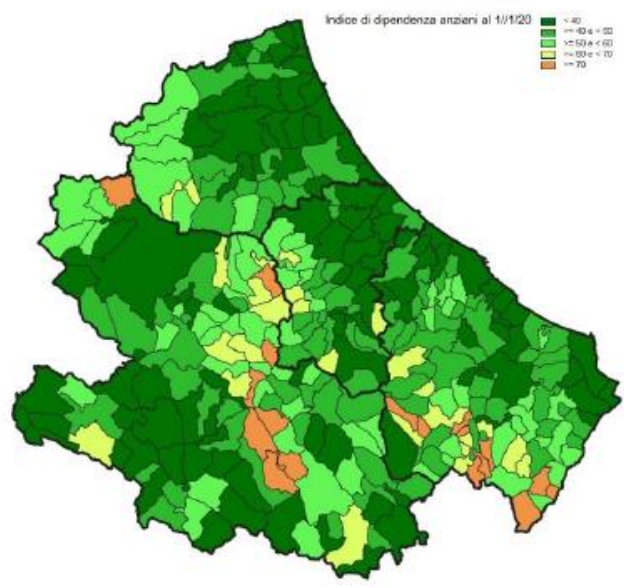 Indice di dipendenza anziani al 1//1/20
< 40
>= 40 e < 50
>= 50 e < 60
>= 60 e < 70
>= 70